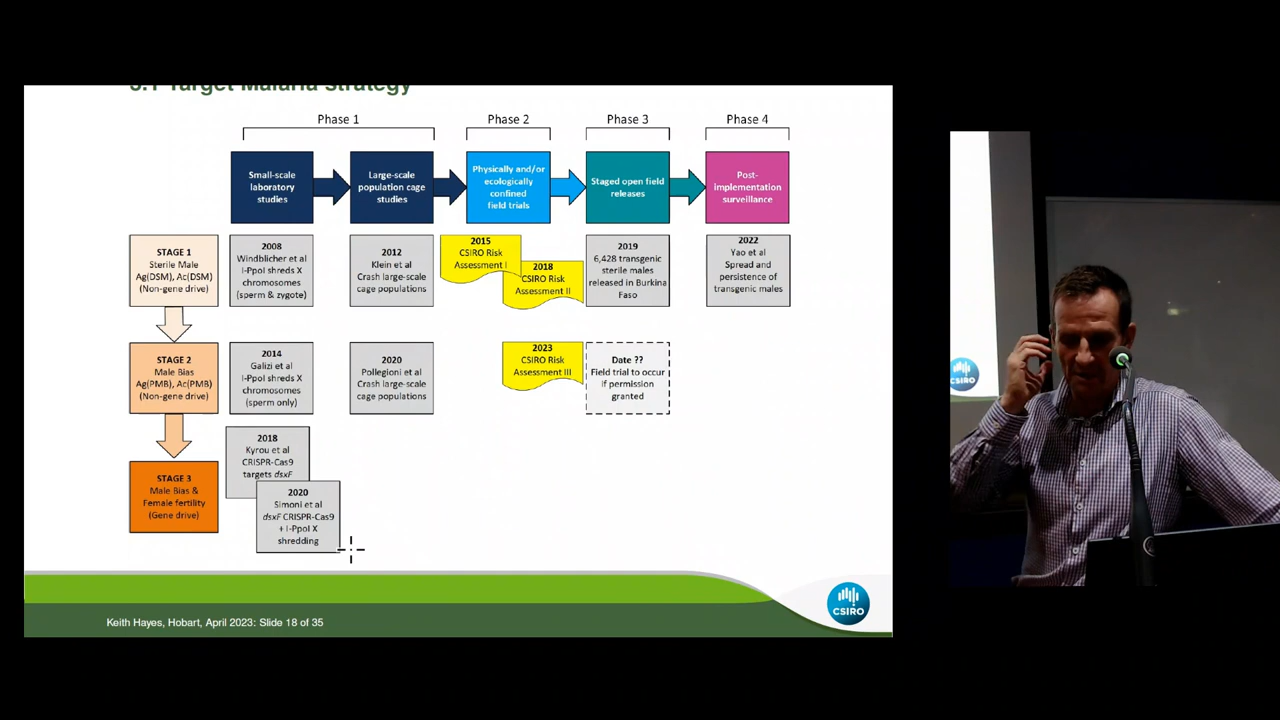 3.1 Target Malaria strategy
Phase 1
Phase 2
Phase 3
Phase 4
Small-scale
laboratory
studies
Large-scale
population cage
studies
Physically and/or
ecologically
confined
field trials
Staged open field
releases
Post-
implementation
surveillance
STAGE 1
Sterile Male
Ag(DSM), Ac(DSM)
(Non-gene drive)
2008
Windblicher et al
I-PpoI shreds X
chromosomes
(sperm & zygote)
2012
Klein et al
Crash large-scale
cage populations
2015
CSIRO Risk
Assessment I
2018
CSIRO Risk
Assessment II
2019
6,428 transgenic
sterile males
released in Burkina
Faso
2022
Yao et al
Spread and
persistence of
transgenic males
STAGE 2
Male Bias
Ag(PMB), Ac(PMB)
(Non-gene drive)
2014
Galizi et al
I-PpoI shreds X
chromosomes
(sperm only)
2020
Pollegioni et al
Crash large-scale
cage populations
2023
CSIRO Risk
Assessment III
Date ??
Field trial to occur
if permission
granted
STAGE 3
Male Bias &
Female fertility
(Gene drive)
2018
Kyrou et al
CRISPR-Cas9
targets dsxF
2020
Simoni et al
dsxF CRISPR-Cas9
+ I-PpoI X
shredding
Keith Hayes, Hobart, April 2023: Slide 18 of 35
CSIRO
CSIRO